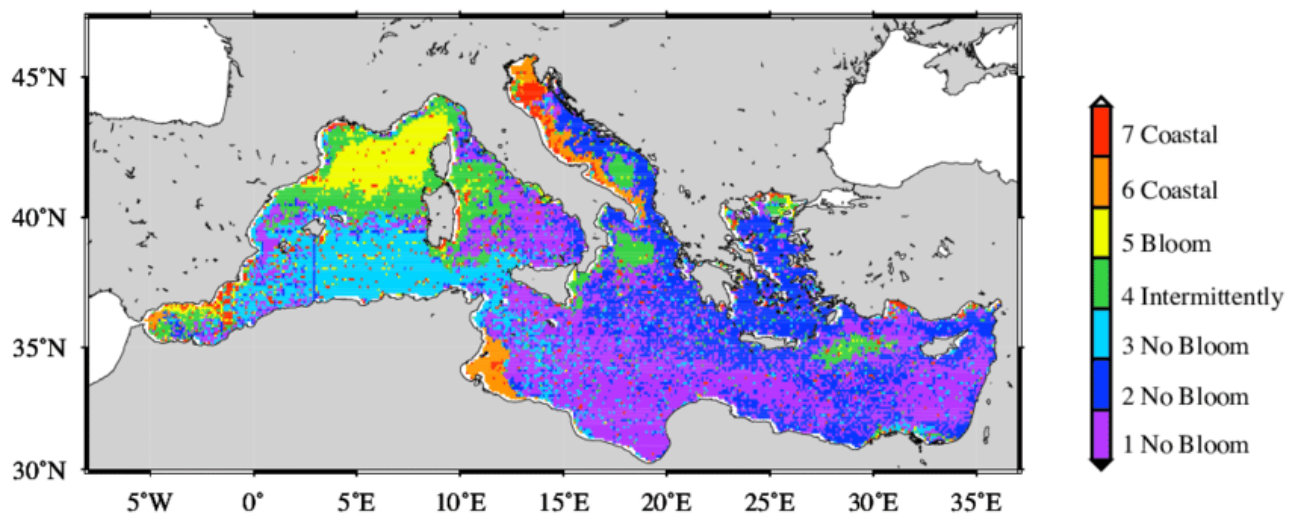 45°N
40°N
35°N
30°N
5°W 0° 5°E 10°E 15°E 20°E 25°E 30°E 35°E
7 Coastal
6 Coastal
5 Bloom
4 Intermittently
3 No Bloom
2 No Bloom
1 No Bloom